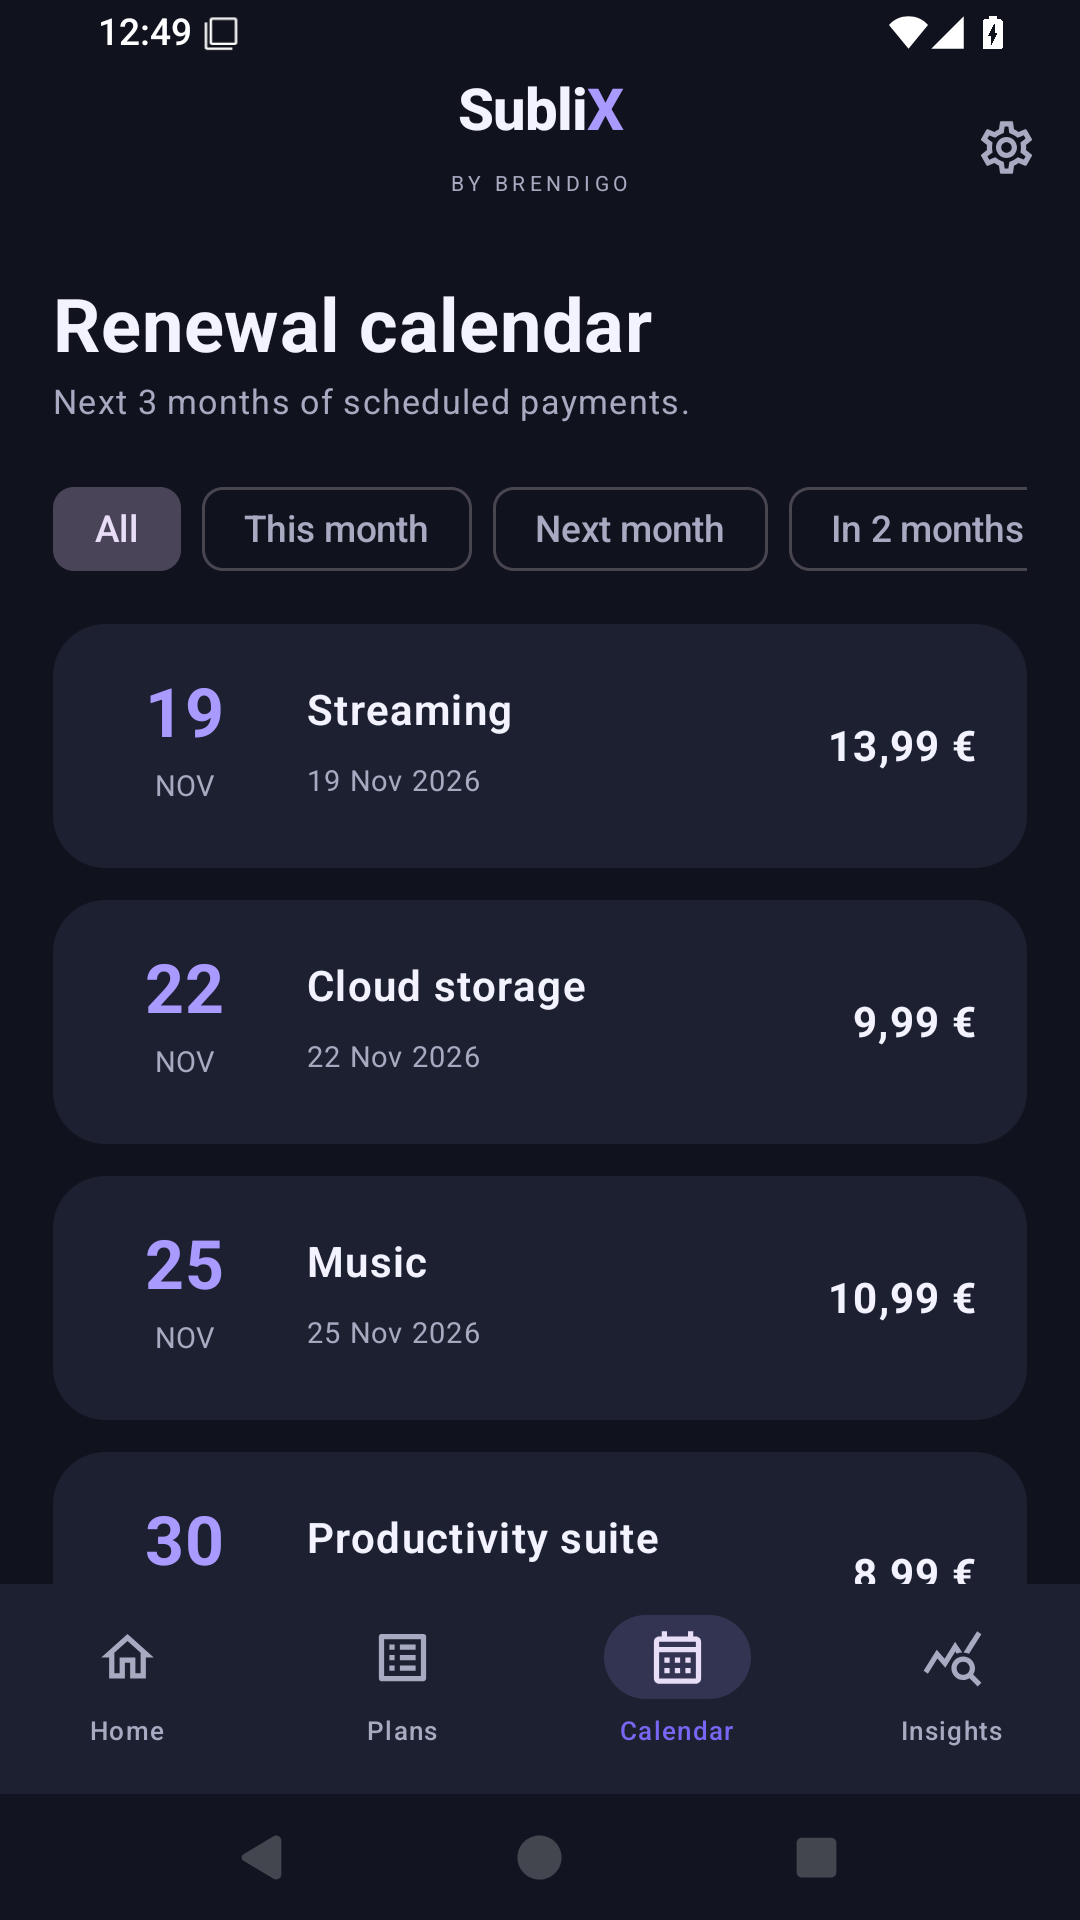 12:49
SubliX
BY BRENDIGO
Renewal calendar
Next 3 months of scheduled payments.
All
This month
Next month
In 2 months
19
NOV
Streaming
19 Nov 2026
13,99 €
22
NOV
Cloud storage
22 Nov 2026
9,99 €
25
NOV
Music
25 Nov 2026
10,99 €
30
Productivity suite
8,99 €
Home
Plans
Calendar
Insights